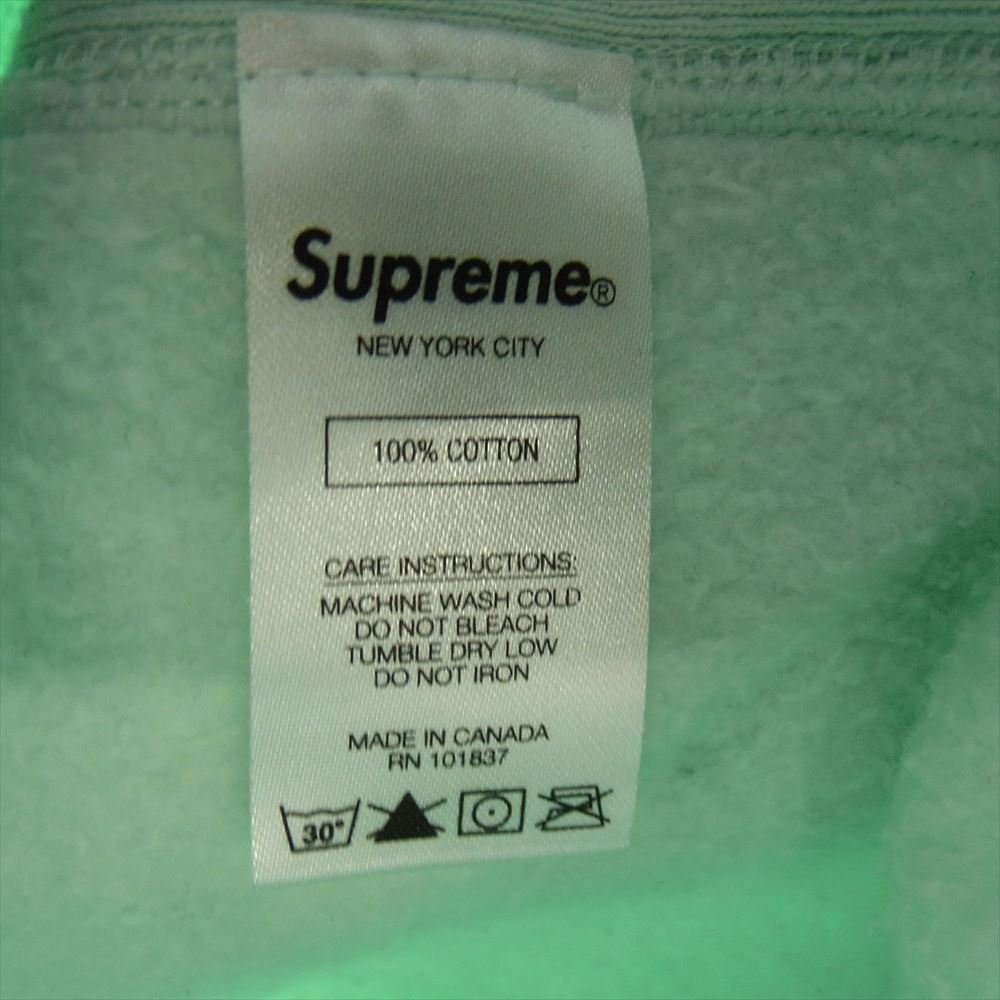 Supreme®
NEW YORK CITY
100% COTTON
CARE INSTRUCTIONS:
MACHINE WASH COLD
DO NOT BLEACH
TUMBLE DRY LOW
DO NOT IRON
MADE IN CANADA
RN 101837
30°